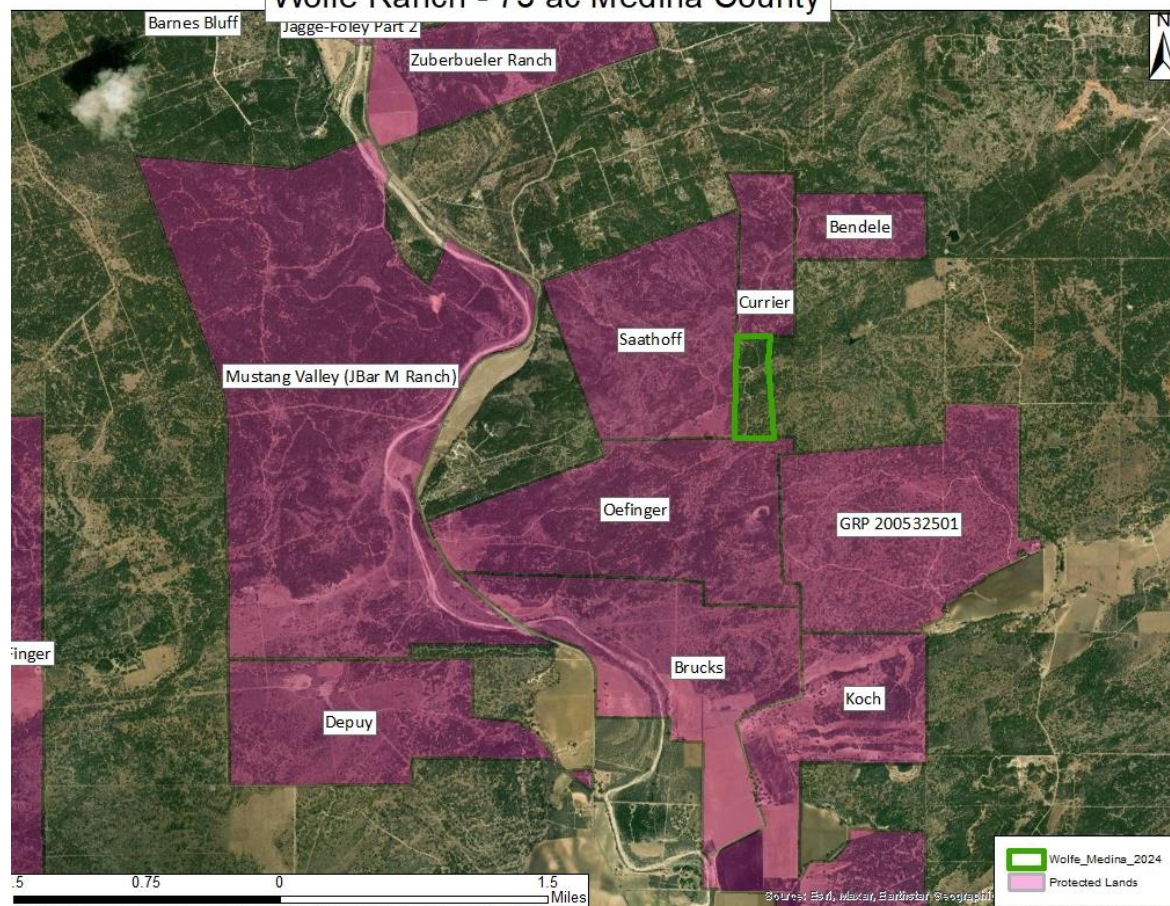 Wolfe Ranch - 75 ac Medina County
Barnes Bluff
Jagge-Foley Part 2
N
Zuberbueler Ranch
Bendele
Currier
Saathoff
Mustang Valley (JBar M Ranch)
Oefinger
GRP 200532501
Finger
Brucks
Koch
Depuy
Wolfe_Medina_2024
Protected Lands
.5 0.75 0 1.5
Miles
Source: Esri, Maxar, Earthstar Geographi